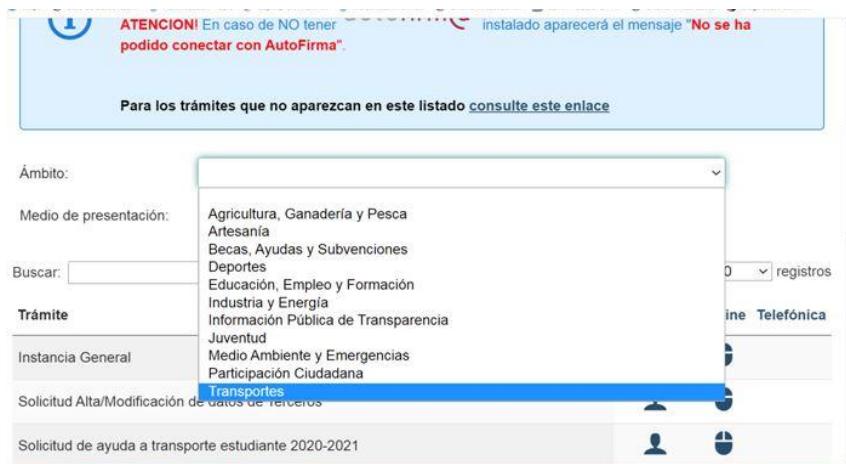 ATENCION! En caso de NO tener instalado aparecerá el mensaje "No se ha
podido conectar con AutoFirma".
Para los trámites que no aparezcan en este listado consulte este enlace
Ámbito:
Medio de presentación:
Agricultura, Ganadería y Pesca
Artesanía
Becas, Ayudas y Subvenciones
Deportes
Educación, Empleo y Formación
Industria y Energía
Información Pública de Transparencia
Juventud
Medio Ambiente y Emergencias
Participación Ciudadana
Transportes
Buscar: 0 registros
Trámite ine Telefónica
Instancia General
Solicitud Alta/Modificación de datos de Terceros
Solicitud de ayuda a transporte estudiante 2020-2021